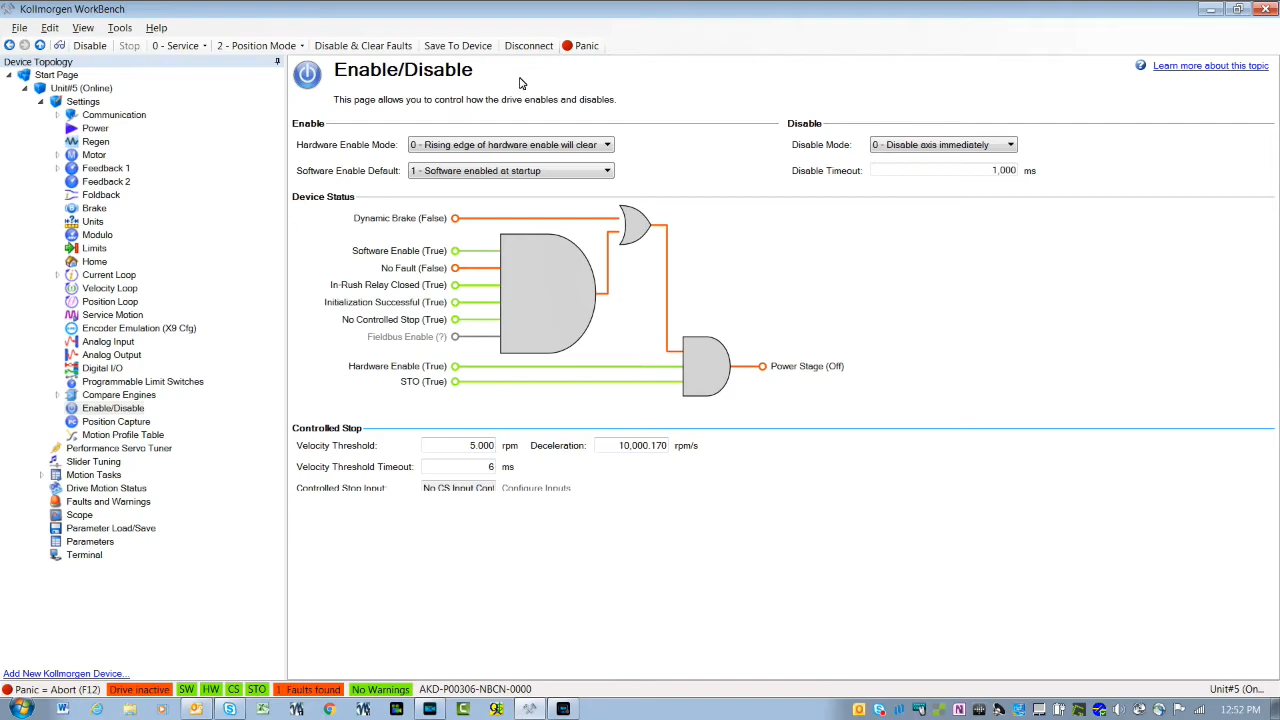 Kollmorgen WorkBench
File Edit View Tools Help
Disable Stop 0 - Service 2 - Position Mode Disable & Clear Faults Save To Device Disconnect Panic
Device Topology
Start Page
Unit#5 (Online)
Settings
Communication
Power
Regen
Motor
Feedback 1
Feedback 2
Foldback
Brake
Units
Modulo
Limits
Home
Current Loop
Velocity Loop
Position Loop
Service Motion
Encoder Emulation (X9 Cfg)
Analog Input
Analog Output
Digital I/O
Programmable Limit Switches
Compare Engines
Enable/Disable
Position Capture
Motion Profile Table
Performance Servo Tuner
Slider Tuning
Motion Tasks
Drive Motion Status
Faults and Warnings
Scope
Parameter Load/Save
Parameters
Terminal
Add New Kollmorgen Device...
Enable/Disable
Learn more about this topic
This page allows you to control how the drive enables and disables.
Enable Disable
Hardware Enable Mode: 0 - Rising edge of hardware enable will clear Disable Mode: 0 - Disable axis immediately
Software Enable Default: 1 - Software enabled at startup Disable Timeout: 1,000 ms
Device Status
Dynamic Brake (False)
Software Enable (True)
No Fault (False)
In-Rush Relay Closed (True)
Initialization Successful (True)
No Controlled Stop (True)
Fieldbus Enable (?)
Hardware Enable (True) Power Stage (Off)
STO (True)
Controlled Stop
Velocity Threshold: 5.000 rpm Deceleration: 10,000.170 rpm/s
Velocity Threshold Timeout: 6 ms
Controlled Stop Input: No CS Input Conf Configure Inputs
Panic = Abort (F12) Drive inactive SW HW CS STO 1 Faults found No Warnings AKD-P00306-NBCN-0000 Unit#5 (On...
12:52 PM